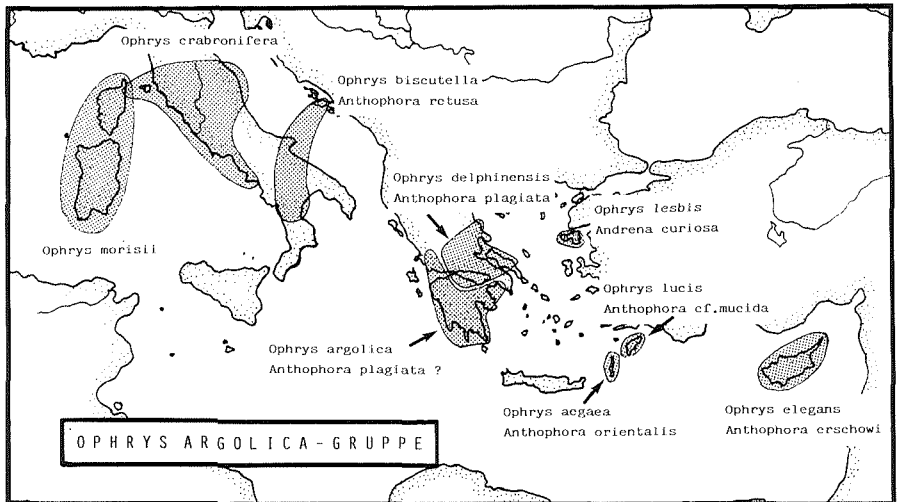 Ophrys crabronifera
Ophrys biscutella
Anthophora retusa
Ophrys delphinensis
Anthophora plagiata
Ophrys lesbis
Andrena curiosa
Ophrys morisii
Ophrys lucis
Anthophora cf.mucida
Ophrys argolica
Anthophora plagiata ?
Ophrys aegaea
Anthophora orientalis
Ophrys elegans
Anthophora erschowi
OPHRYS ARGOLICA-GRUPPE